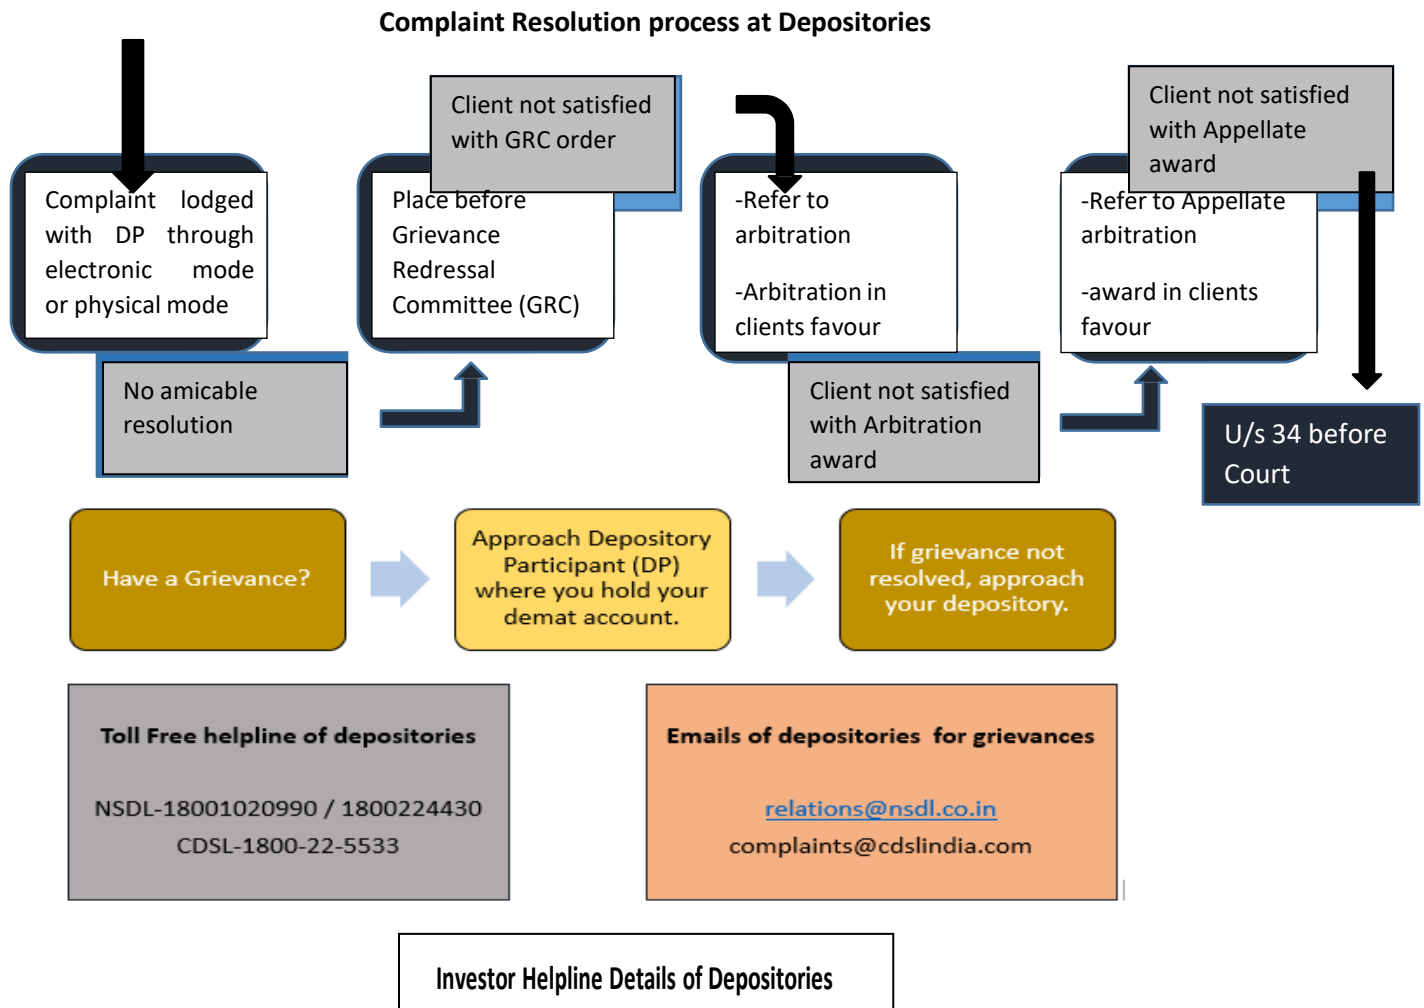 Complaint Resolution process at Depositories
Complaint lodged
with DP through
electronic mode
or physical mode
No amicable
resolution
Place before
Grievance
Redressal
Committee (GRC)
Client not satisfied
with GRC order
-Refer to
arbitration
-Arbitration in
clients favour
Client not satisfied
with Arbitration
award
-Refer to Appellate
arbitration
-award in clients
favour
Client not satisfied
with Appellate
award
U/s 34 before
Court
Have a Grievance?
Approach Depository
Participant (DP)
where you hold your
demat account.
If grievance not
resolved, approach
your depository.
Toll Free helpline of depositories
NSDL-18001020990 / 1800224430
CDSL-1800-22-5533
Emails of depositories for grievances
relations@nsdl.co.in
complaints@cdslindia.com
Investor Helpline Details of Depositories